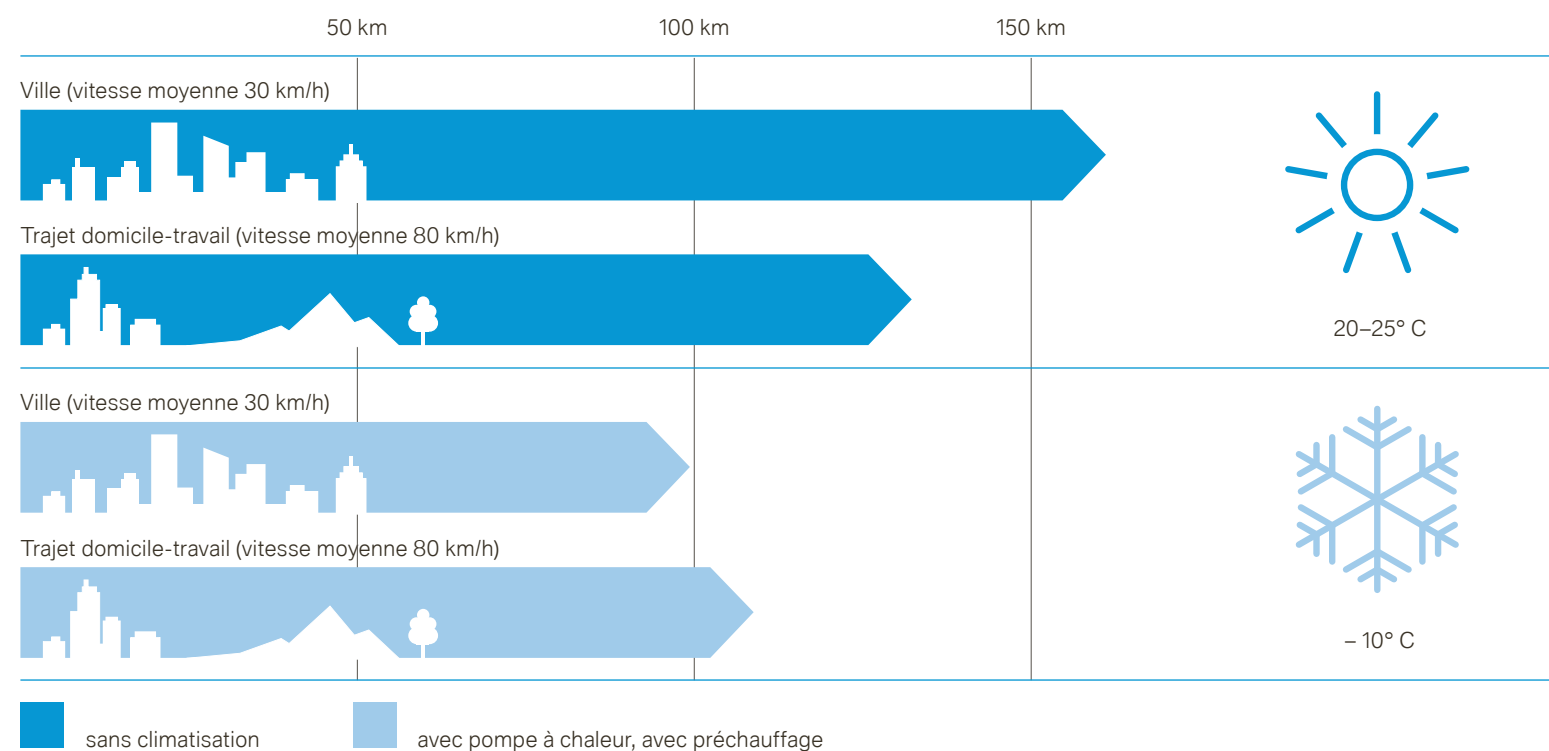 50 km
100 km
150 km
Ville (vitesse moyenne 30 km/h)
Trajet domicile-travail (vitesse moyenne 80 km/h)
20–25° C
Ville (vitesse moyenne 30 km/h)
Trajet domicile-travail (vitesse moyenne 80 km/h)
– 10° C
sans climatisation
avec pompe à chaleur, avec préchauffage